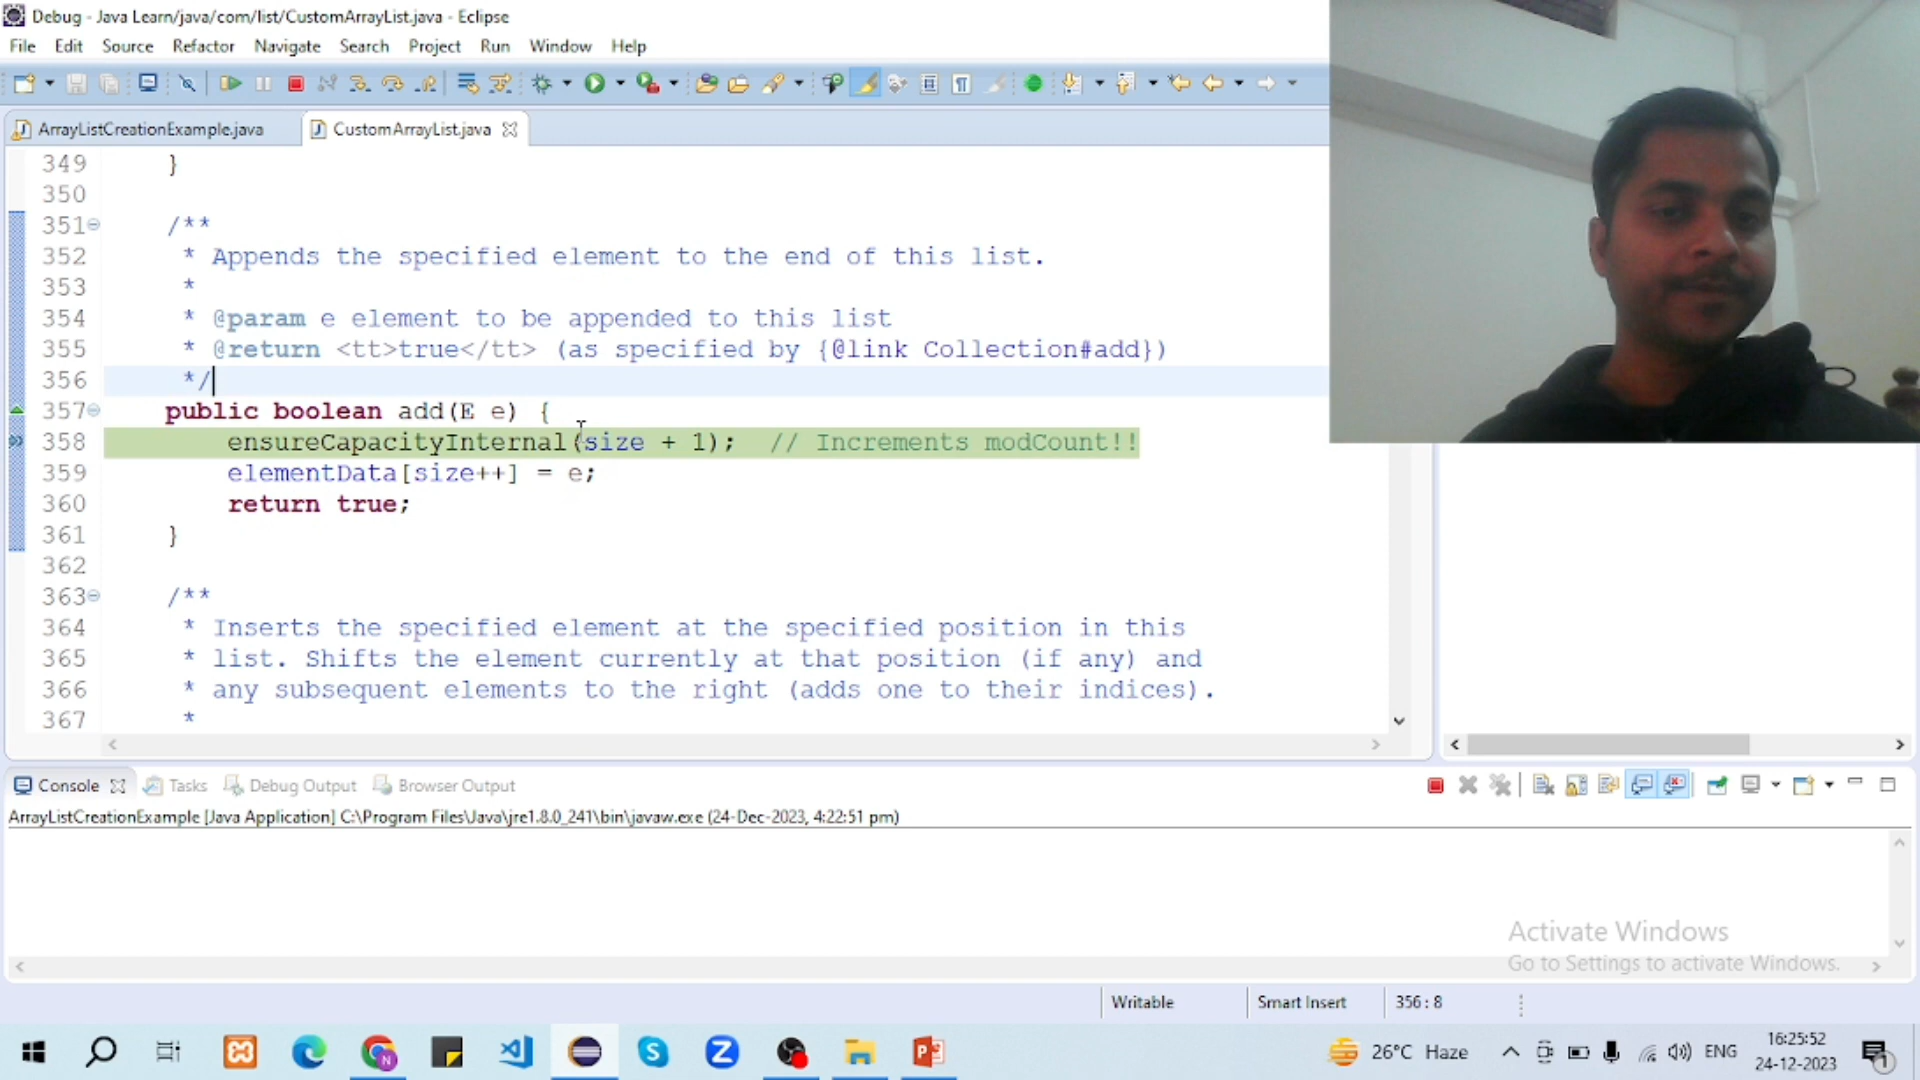 Debug - Java Learn/java/com/list/CustomArrayList.java - Eclipse
File Edit Source Refactor Navigate Search Project Run Window Help
ArrayListCreationExample.java CustomArrayList.java
349 }
350
351 /**
352 * Appends the specified element to the end of this list.
353 *
354 * @param e element to be appended to this list
355 * @return <tt>true</tt> (as specified by {@link Collection#add})
356 */
357 public boolean add(E e) {
358 ensureCapacityInternal(size + 1); // Increments modCount!!
359 elementData[size++] = e;
360 return true;
361 }
362
363 /**
364 * Inserts the specified element at the specified position in this
365 * list. Shifts the element currently at that position (if any) and
366 * any subsequent elements to the right (adds one to their indices).
367 *
Console Tasks Debug Output Browser Output
ArrayListCreationExample [Java Application] C:\Program Files\Java\jre1.8.0_241\bin\javaw.exe (24-Dec-2023, 4:22:51 pm)
Activate Windows
Go to Settings to activate Windows.
Writable Smart Insert 356 : 8
26°C Haze ENG 16:25:52
24-12-2023
1